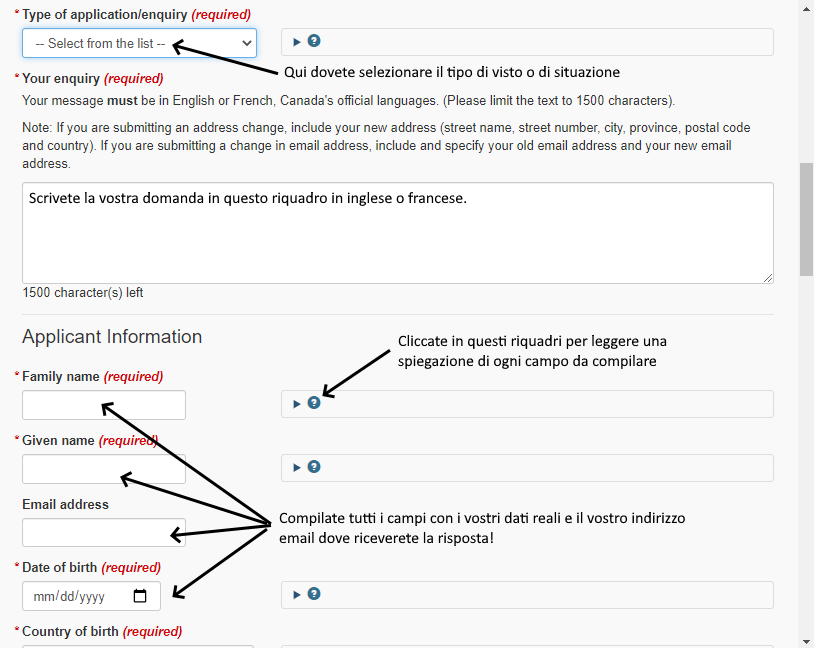 * Type of application/enquiry (required)
-- Select from the list --
Qui dovete selezionare il tipo di visto o di situazione
* Your enquiry (required)
Your message must be in English or French, Canada's official languages. (Please limit the text to 1500 characters).
Note: If you are submitting an address change, include your new address (street name, street number, city, province, postal code
and country). If you are submitting a change in email address, include and specify your old email address and your new email
address.
Scrivete la vostra domanda in questo riquadro in inglese o francese.
1500 character(s) left
Applicant Information
Cliccate in questi riquadri per leggere una
spiegazione di ogni campo da compilare
* Family name (required)
* Given name (required)
Email address
Compilate tutti i campi con i vostri dati reali e il vostro indirizzo
email dove riceverete la risposta!
* Date of birth (required)
mm/dd/yyyy
* Country of birth (required)